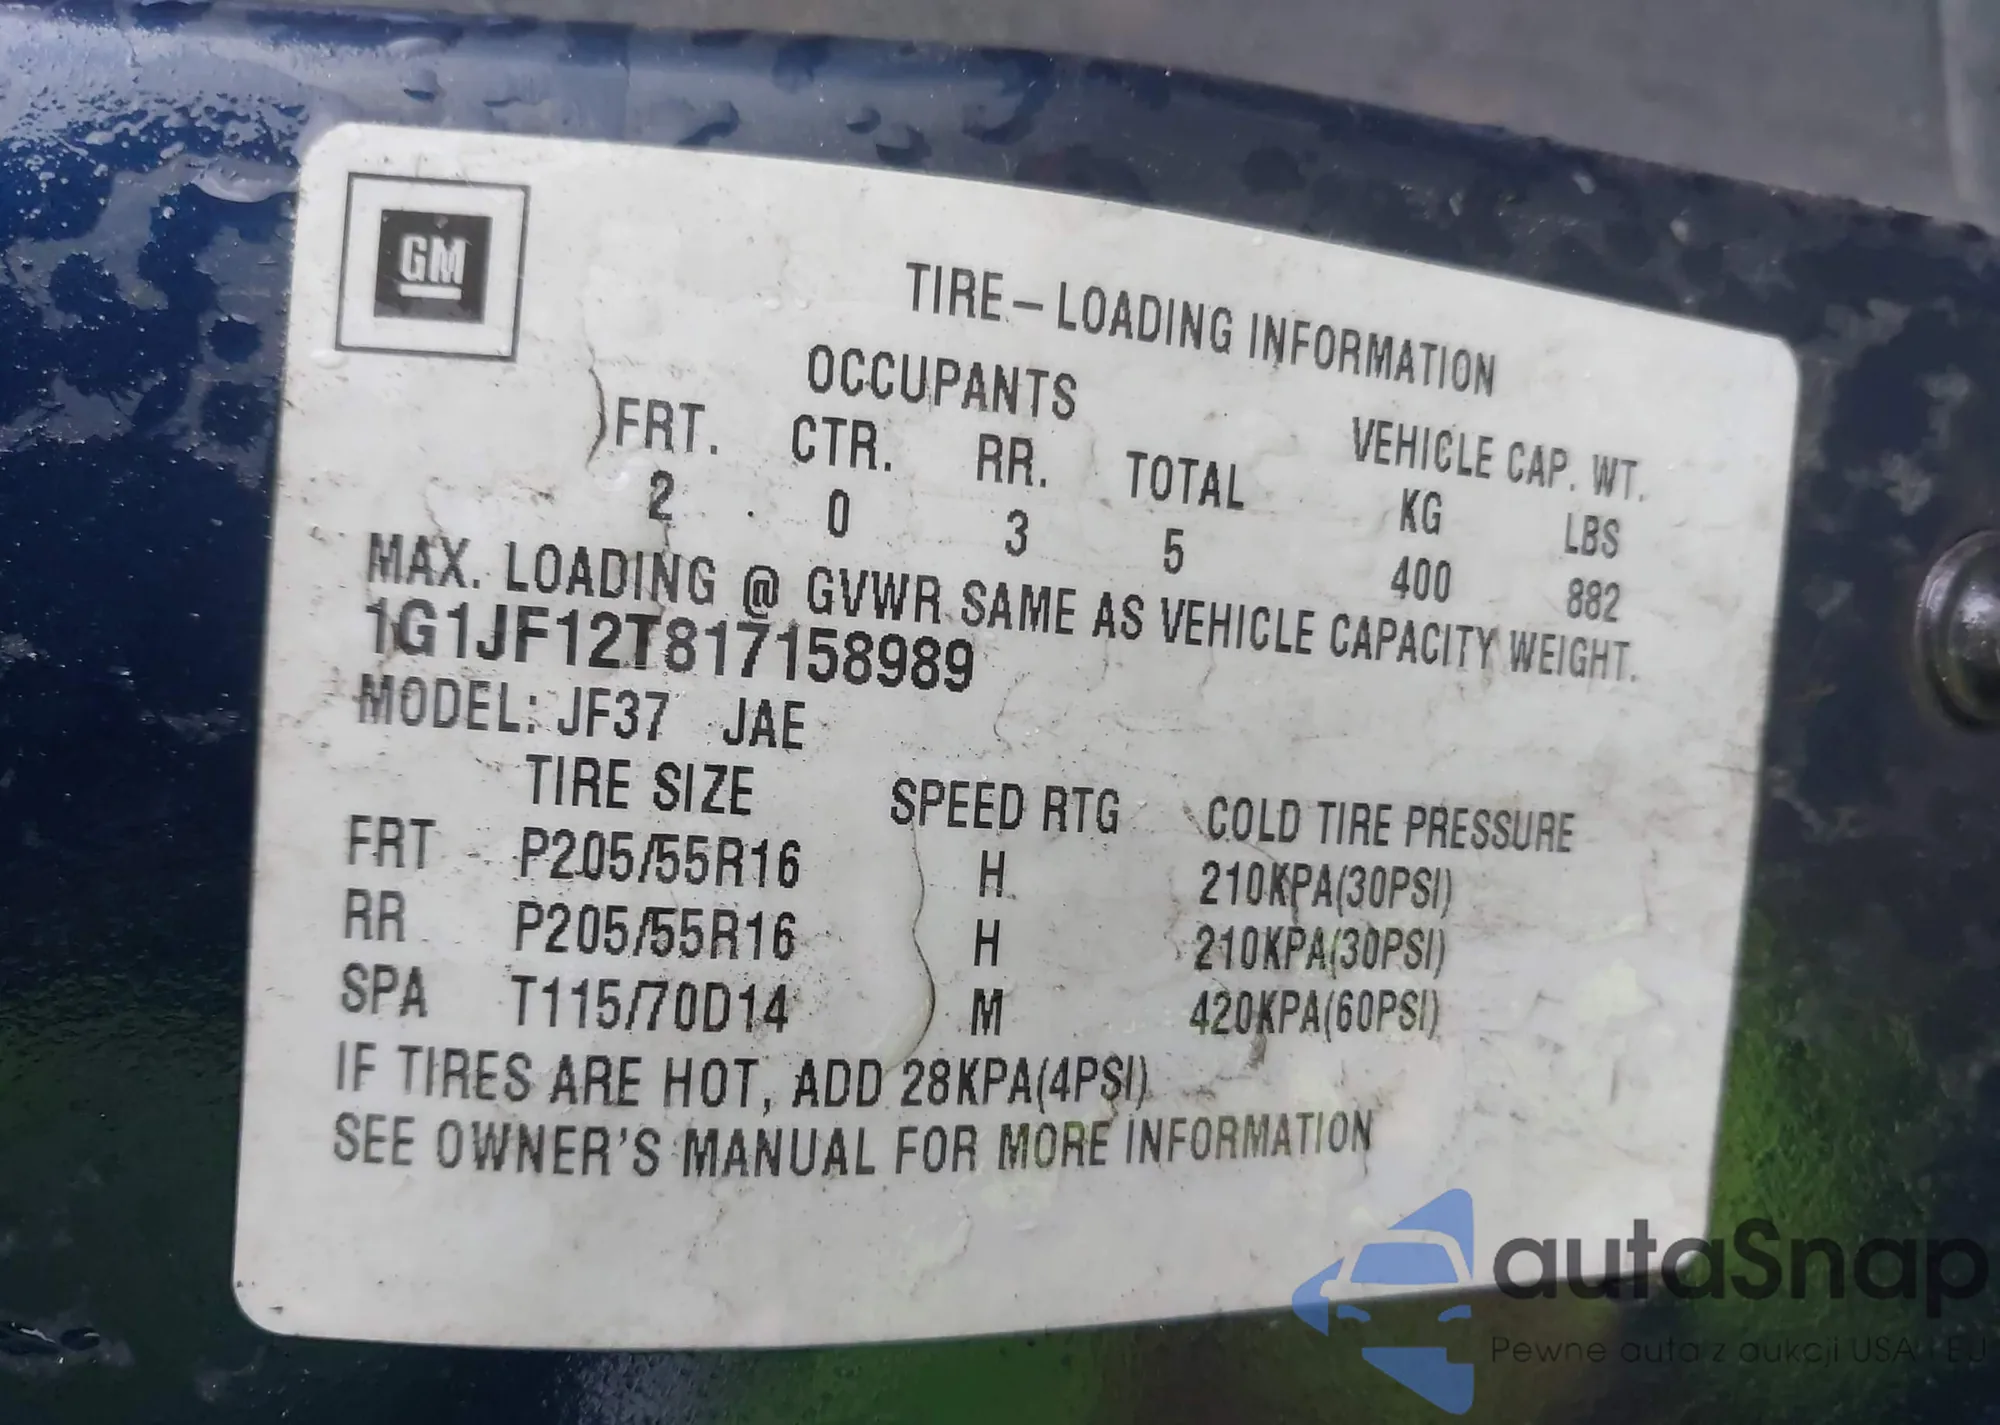 GM
TIRE – LOADING INFORMATION
OCCUPANTS
VEHICLE CAP. WT.
FRT. CTR. RR. TOTAL KG LBS
2 0 3 5 400 882
MAX. LOADING @ GVWR SAME AS VEHICLE CAPACITY WEIGHT.
1G1JF12T817158989
MODEL: JF37 JAE
TIRE SIZE SPEED RTG COLD TIRE PRESSURE
FRT P205/55R16 H 210KPA(30PSI)
RR P205/55R16 H 210KPA(30PSI)
SPA T115/70D14 M 420KPA(60PSI)
IF TIRES ARE HOT, ADD 28KPA(4PSI)
SEE OWNER'S MANUAL FOR MORE INFORMATION
autaSnap
Pewne auta z aukcji USA i EU